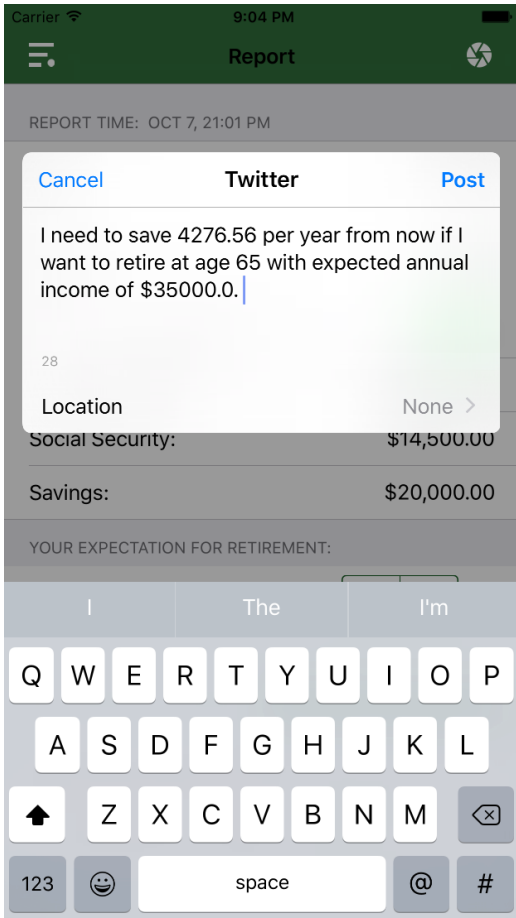 Carrier 9:04 PM
Report
REPORT TIME: OCT 7, 21:01 PM
Cancel Twitter Post
I need to save 4276.56 per year from now if I
want to retire at age 65 with expected annual
income of $35000.0.
28
Location None
Social Security: $14,500.00
Savings: $20,000.00
YOUR EXPECTATION FOR RETIREMENT:
I The I'm
Q W E R T Y U I O P
A S D F G H J K L
Z X C V B N M
123 space @ #